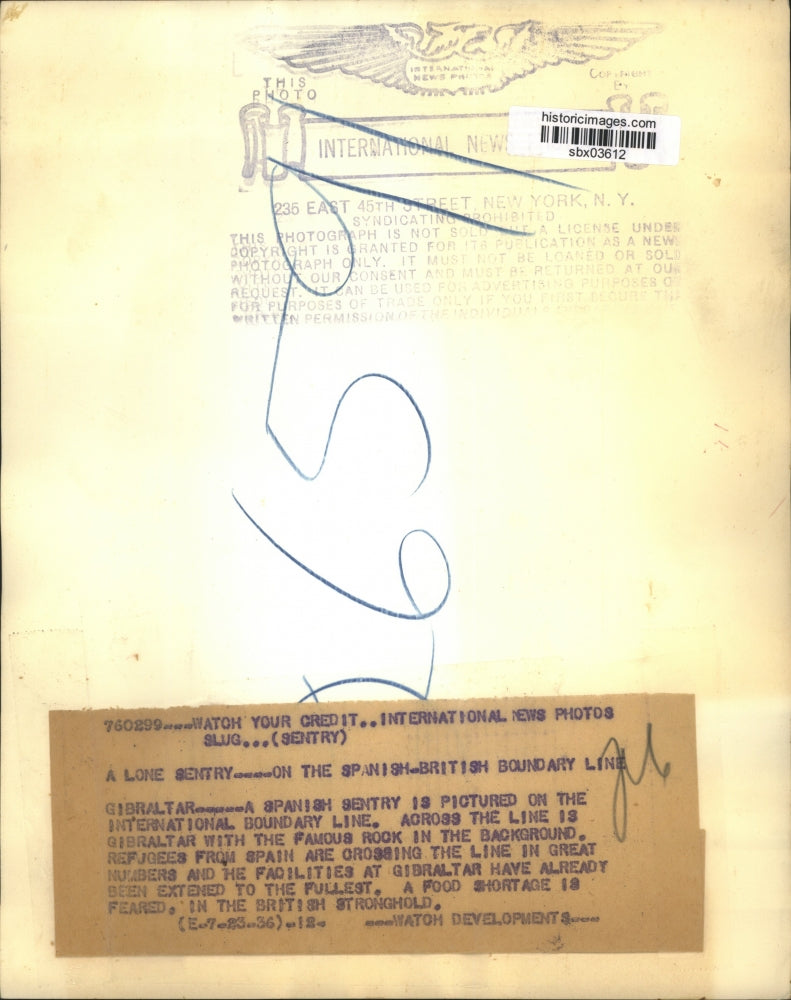 INTERNATIONAL
NEWS PHOTOS
THIS
PHOTO
COPYRIGHT
BY
INTERNATIONAL NEWS
historicimages.com
sbx03612
235 EAST 45TH STREET, NEW YORK, N. Y.
SYNDICATING PROHIBITED
THIS PHOTOGRAPH IS NOT SOLD BUT A LICENSE UNDER
COPYRIGHT IS GRANTED FOR ITS PUBLICATION AS A NEWS
PHOTOGRAPH ONLY. IT MUST NOT BE LOANED OR SOLD
WITHOUT OUR CONSENT AND MUST BE RETURNED AT OUR
REQUEST. IT CAN BE USED FOR ADVERTISING PURPOSES OR
FOR PURPOSES OF TRADE ONLY IF YOU FIRST SECURE THE
WRITTEN PERMISSION OF THE INDIVIDUALS
760299---WATCH YOUR CREDIT..INTERNATIONAL NEWS PHOTOS
SLUG...(SENTRY)
A LONE SENTRY----ON THE SPANISH-BRITISH BOUNDARY LINE
GIBRALTAR-----A SPANISH SENTRY IS PICTURED ON THE
INTERNATIONAL BOUNDARY LINE. ACROSS THE LINE IS
GIBRALTAR WITH THE FAMOUS ROCK IN THE BACKGROUND.
REFUGEES FROM SPAIN ARE CROSSING THE LINE IN GREAT
NUMBERS AND HE FACILITIES AT GIBRALTAR HAVE ALREADY
BEEN EXTENED TO THE FULLEST. A FOOD SHORTAGE IS
FEARED. IN THE BRITISH STRONGHOLD.
(E-7-23-36)-12- ---WATCH DEVELOPMENTS---